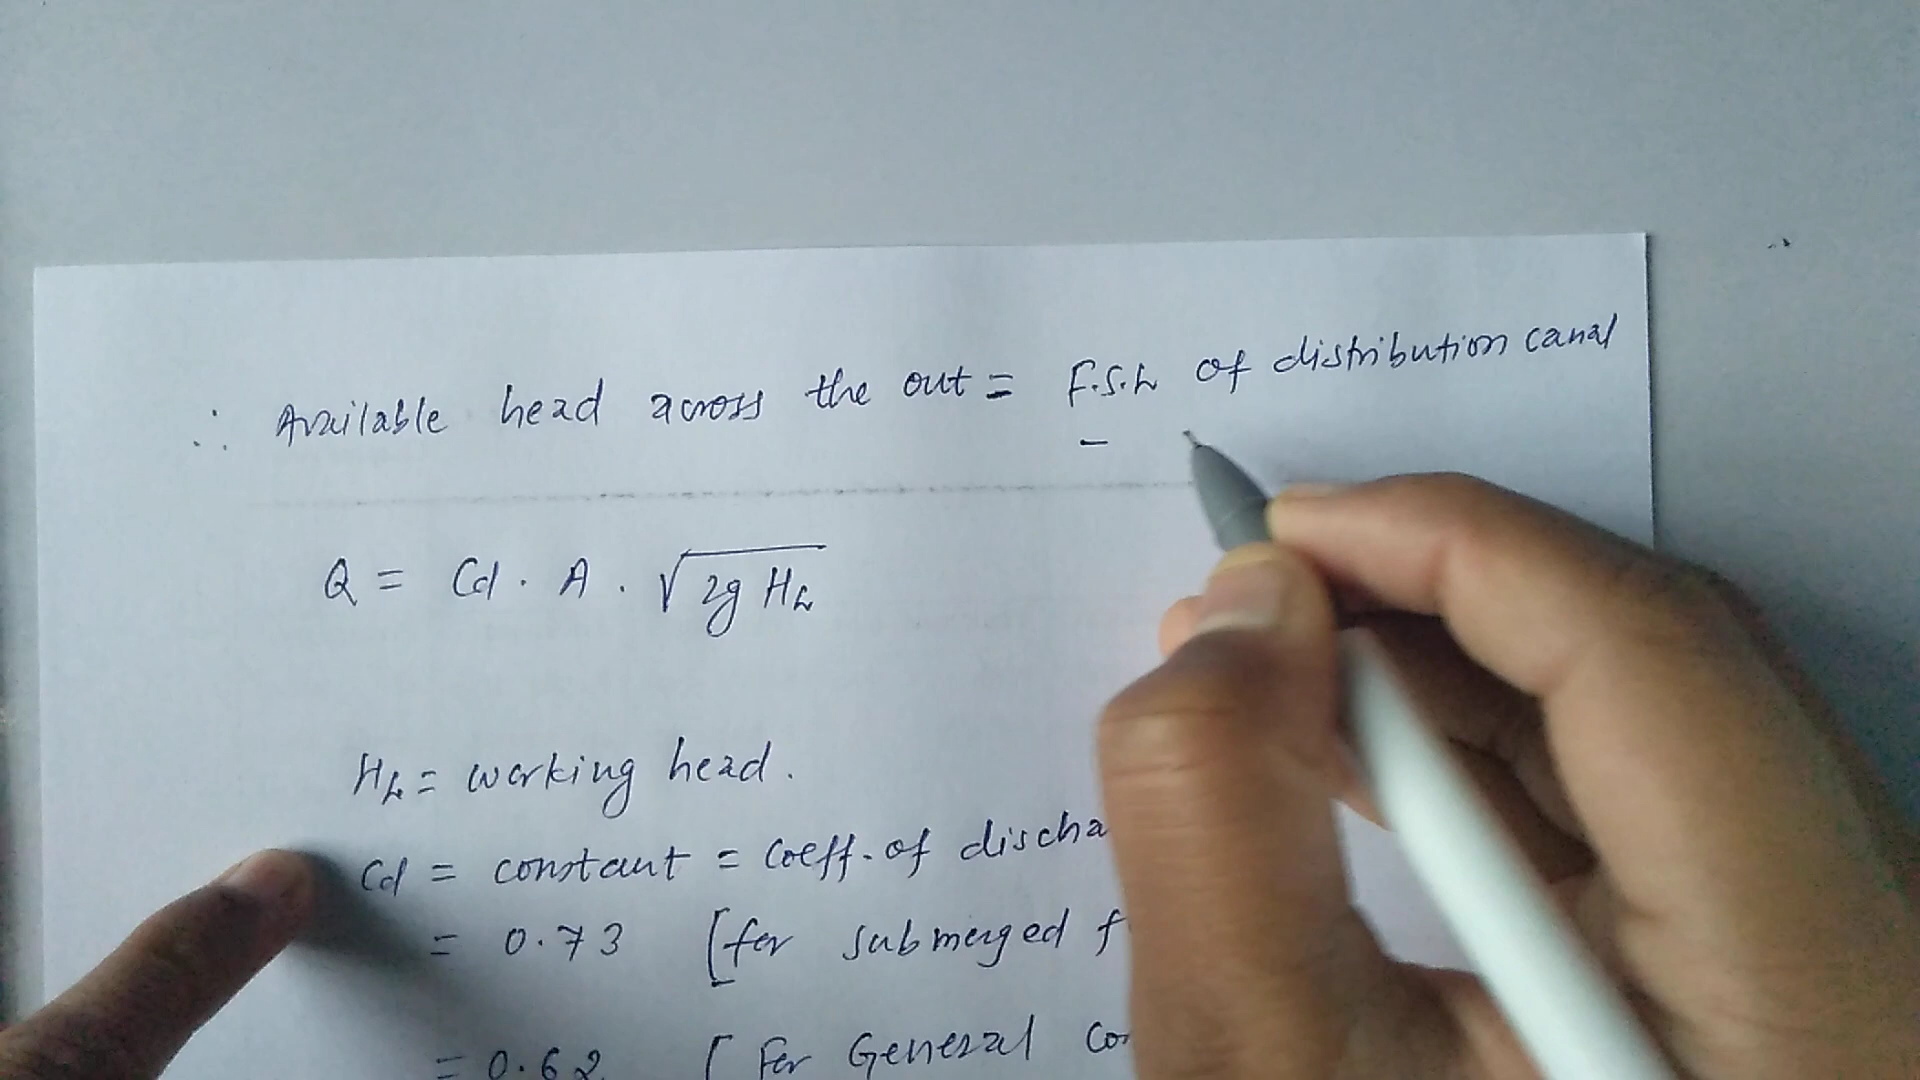 ∴ Available head across the out = F.S.L of distribution canal
–
Q = Cd . A . √2g HL
HL = working head.
Cd = constant = Coeff. of discha
= 0.73 [for submerged f
= 0.62 [For General Con